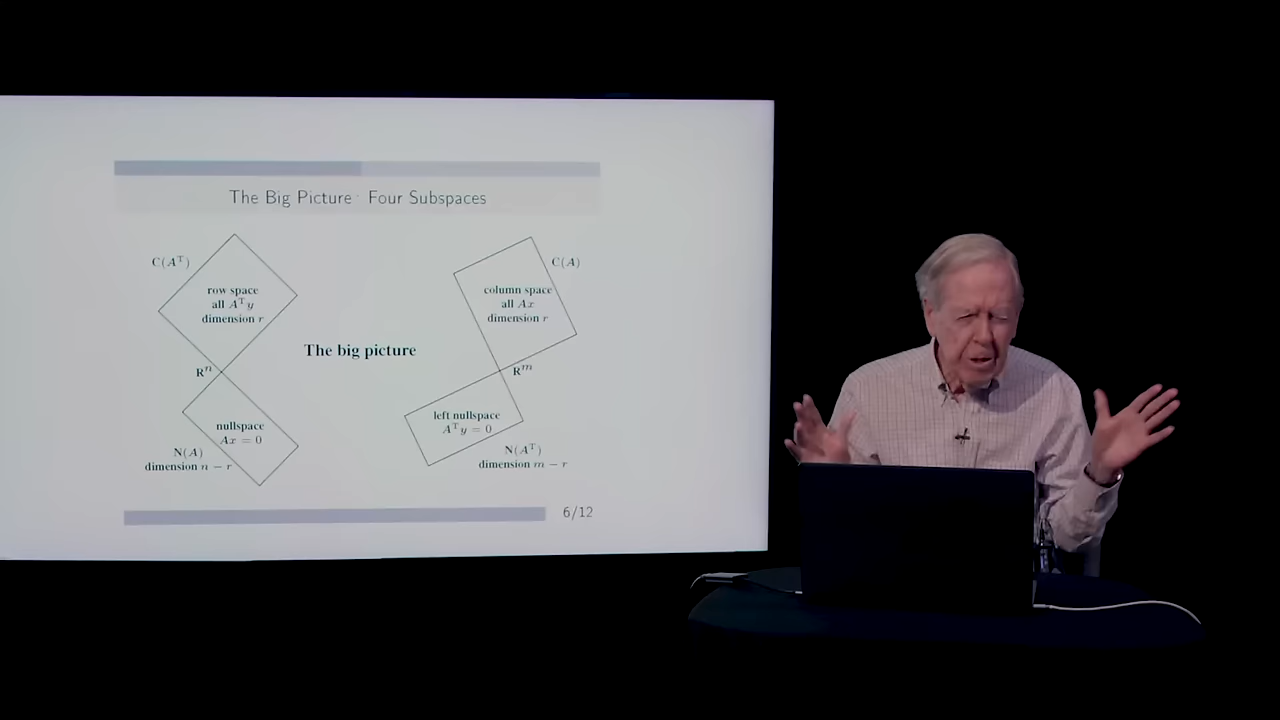 The Big Picture : Four Subspaces
C(Aᵀ)
row space
all Aᵀy
dimension r
Rⁿ
nullspace
Ax = 0
N(A)
dimension n − r
The big picture
C(A)
column space
all Ax
dimension r
Rᵐ
left nullspace
Aᵀy = 0
N(Aᵀ)
dimension m − r
6/12